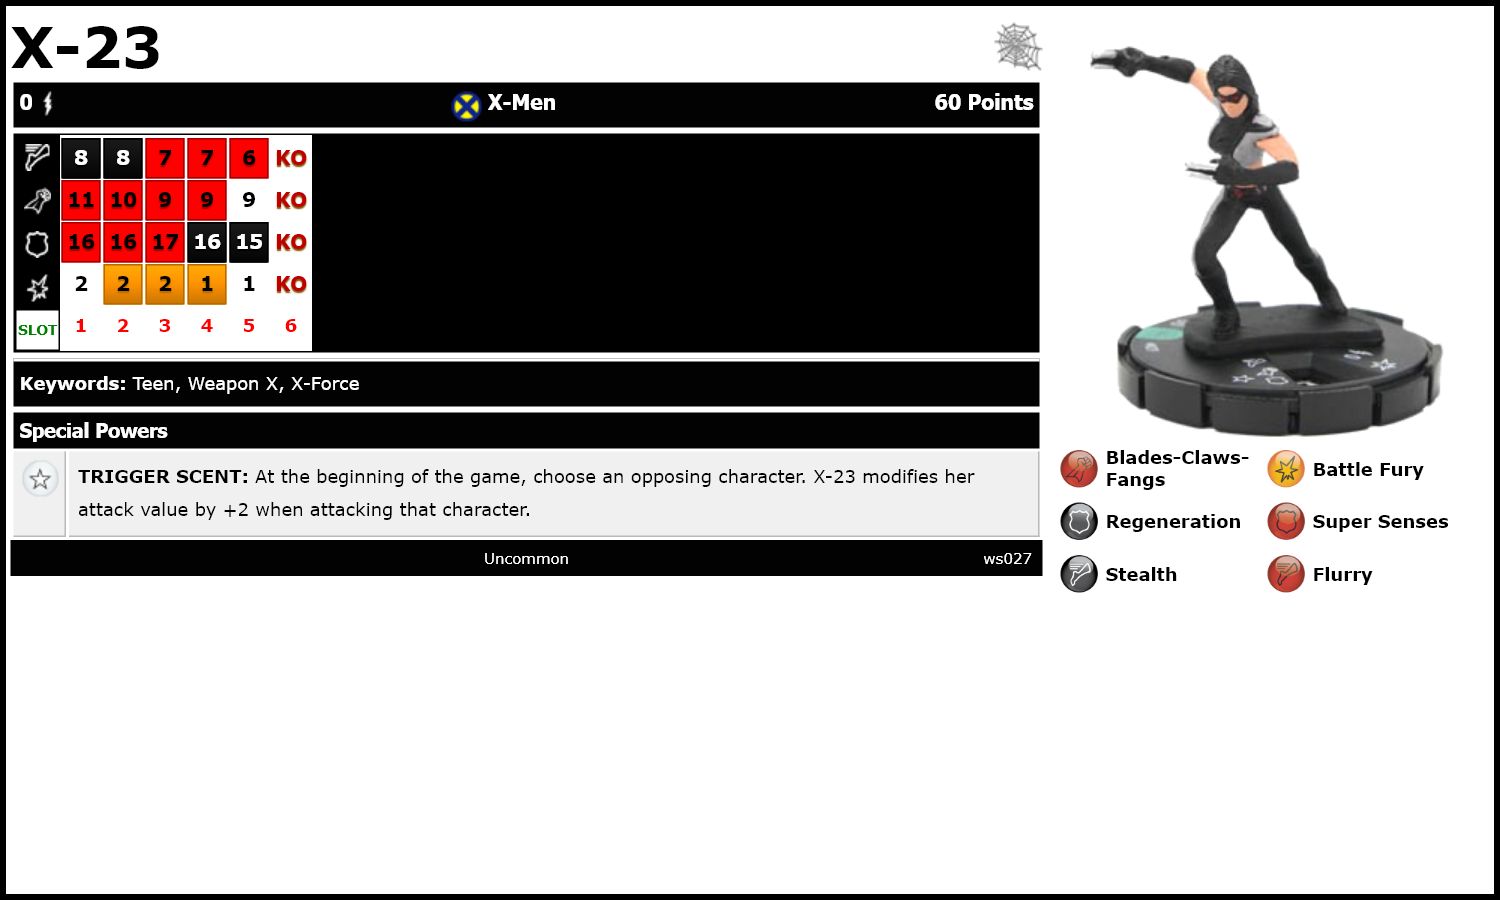 X-23
0 X-Men 60 Points
8 8 7 7 6 KO
11 10 9 9 9 KO
16 16 17 16 15 KO
2 2 2 1 1 KO
SLOT 1 2 3 4 5 6
Keywords: Teen, Weapon X, X-Force
Special Powers
TRIGGER SCENT: At the beginning of the game, choose an opposing character. X-23 modifies her
attack value by +2 when attacking that character.
Uncommon ws027
Blades-Claws-
Fangs
Battle Fury
Regeneration
Super Senses
Stealth
Flurry